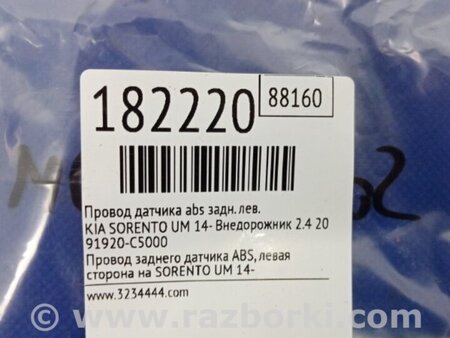 182220
88160
Провод датчика abs задн. лев.
KIA SORENTO UM 14- Внедорожник 2.4 20
91920-C5000
Провод заднего датчика ABS, левая
сторона на SORENTO UM 14-
www.3234444.com
© www.razborki.com